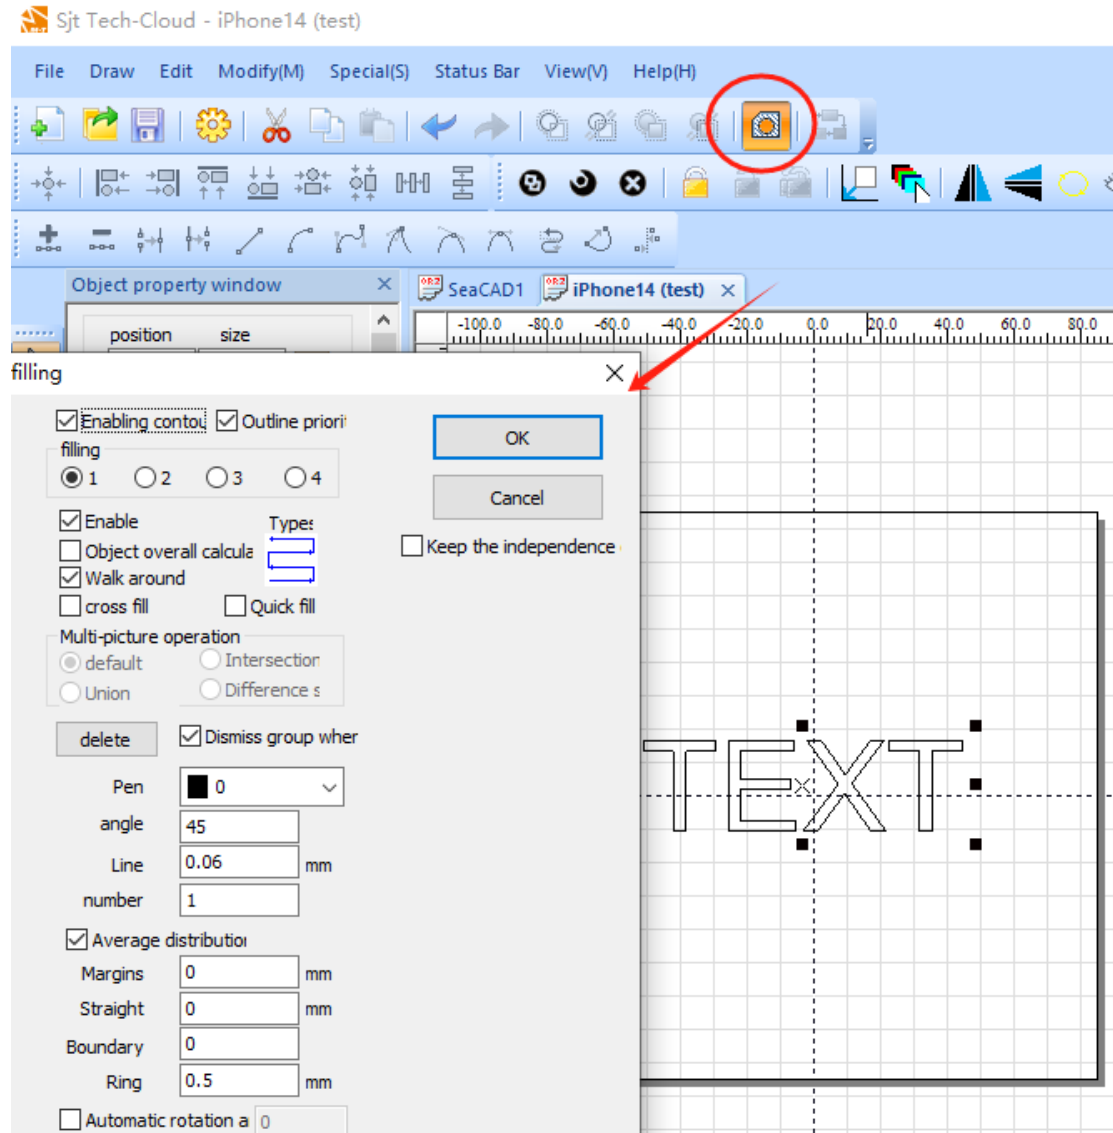 Sjt Tech-Cloud - iPhone14 (test)
File Draw Edit Modify(M) Special(S) Status Bar View(V) Help(H)
Object property window
SeaCAD1 iPhone14 (test)
position size
-100.0 -80.0 -60.0 -40.0 -20.0 0.0 20.0 40.0 60.0 80.0
filling
Enabling contou Outline priorit
OK
filling
1 2 3 4
Cancel
Enable Types
Object overall calcula
Keep the independence
Walk around
cross fill Quick fill
Multi-picture operation
default Intersection
Union Difference s
delete Dismiss group wher
TEXT
Pen 0
angle 45
Line 0.06 mm
number 1
Average distribution
Margins 0 mm
Straight 0 mm
Boundary 0
Ring 0.5 mm
Automatic rotation a 0